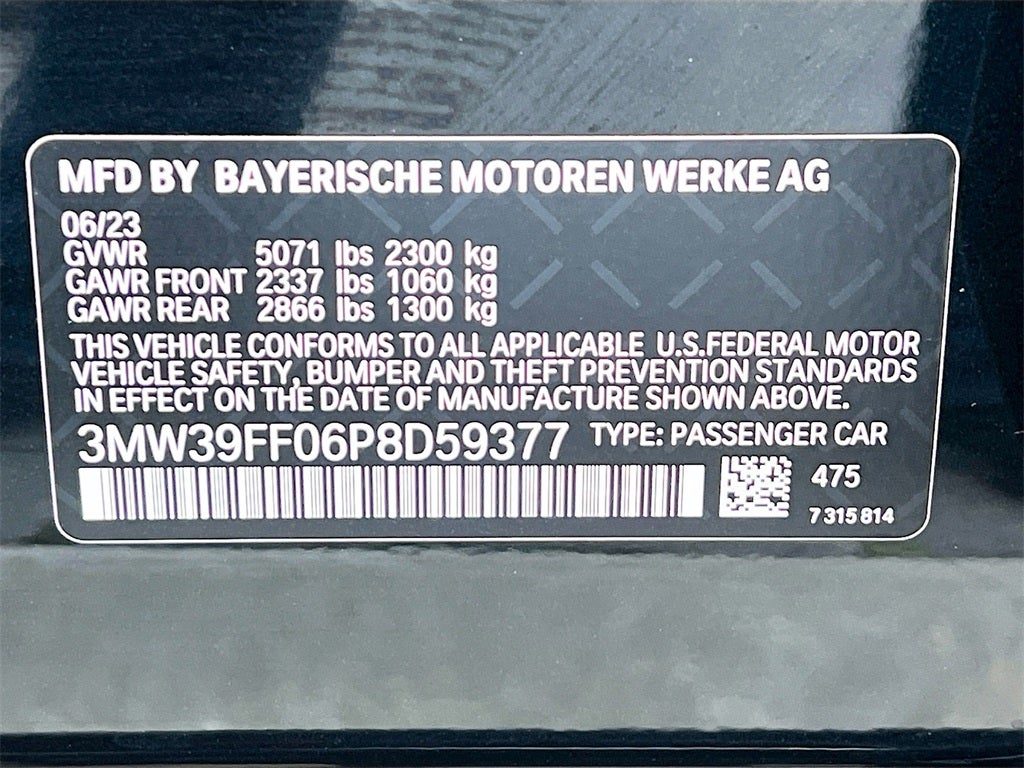 MFD BY BAYERISCHE MOTOREN WERKE AG
06/23
GVWR 5071 lbs 2300 kg
GAWR FRONT 2337 lbs 1060 kg
GAWR REAR 2866 lbs 1300 kg
THIS VEHICLE CONFORMS TO ALL APPLICABLE U.S.FEDERAL MOTOR
VEHICLE SAFETY, BUMPER AND THEFT PREVENTION STANDARDS
IN EFFECT ON THE DATE OF MANUFACTURE SHOWN ABOVE.
3MW39FF06P8D59377 TYPE: PASSENGER CAR
475
7 315 814